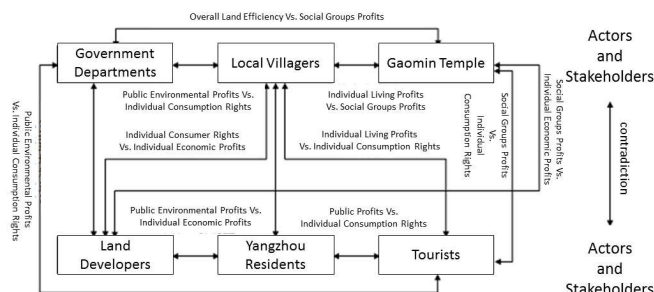 Overall Land Efficiency Vs. Social Groups Profits
Government
Departments
Local Villagers
Gaomin Temple
Actors
and
Stakeholders
Public Environmental Profits Vs.
Individual Consumption Rights
Individual Living Profits
Vs. Social Groups Profits
Individual Consumer Rights
Vs. Individual Economic Profits
Individual Living Profits
Vs. Individual Consumption Rights
Social Groups Profits
Vs.
Individual
Consumption Rights
Social Groups Profits Vs.
Individual Economic Profits
contradiction
Public Environmental Profits
Vs.Individual Consumption Rights
Public Environmental Profits Vs.
Individual Economic Profits
Public Profits Vs.
Individual Consumption Rights
Land
Developers
Yangzhou
Residents
Tourists
Actors
and
Stakeholders